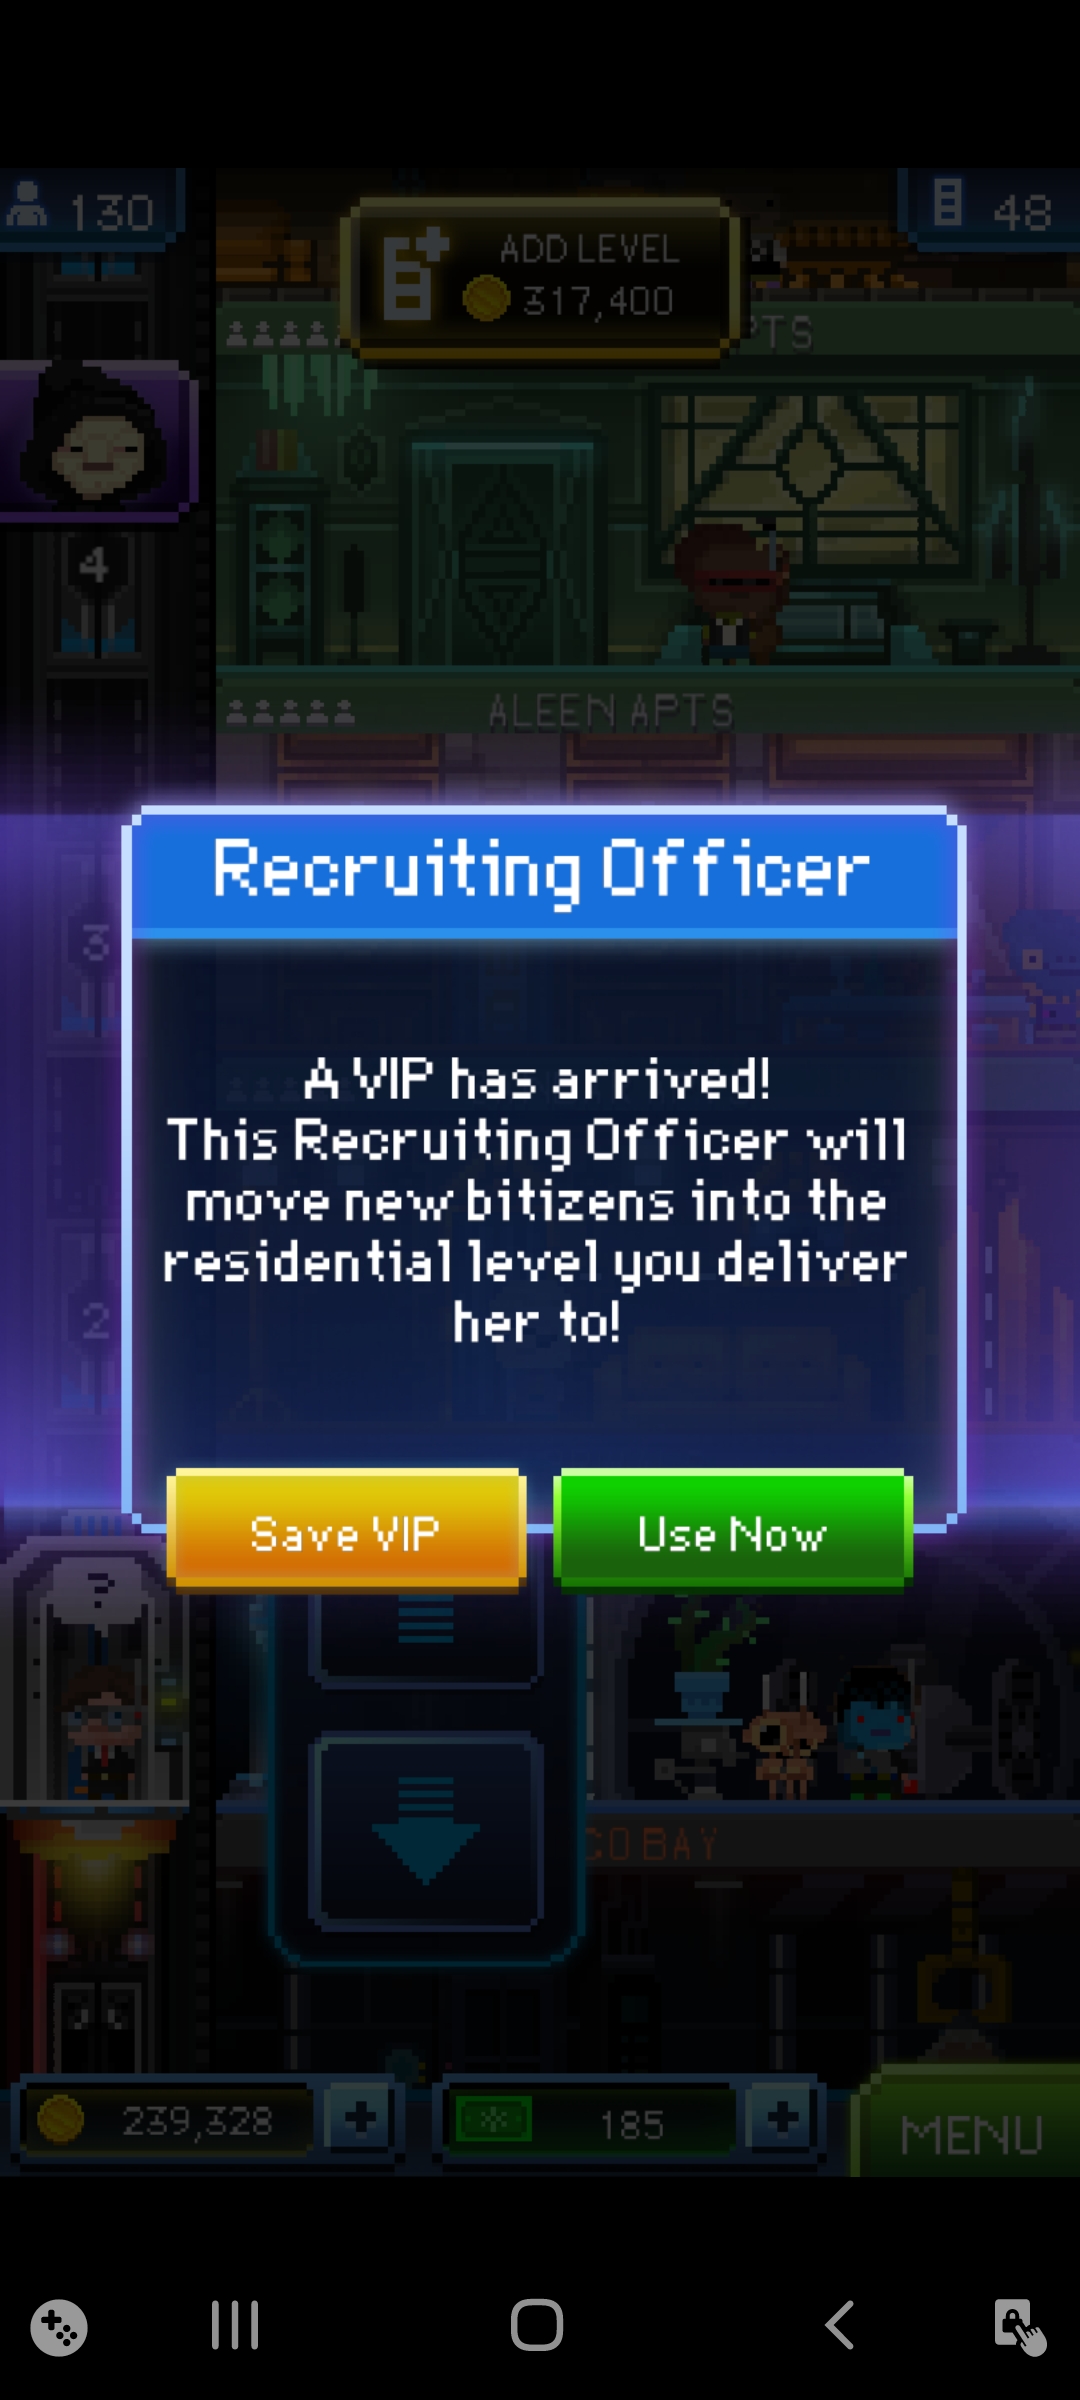 130
ADD LEVEL
317,400
48
PTS
4
ALEEN APTS
Recruiting Officer
3
A VIP has arrived!
This Recruiting Officer will
move new bitizens into the
residential level you deliver
her to!
2
Save VIP
Use Now
?
CO BAY
239,328
185
MENU